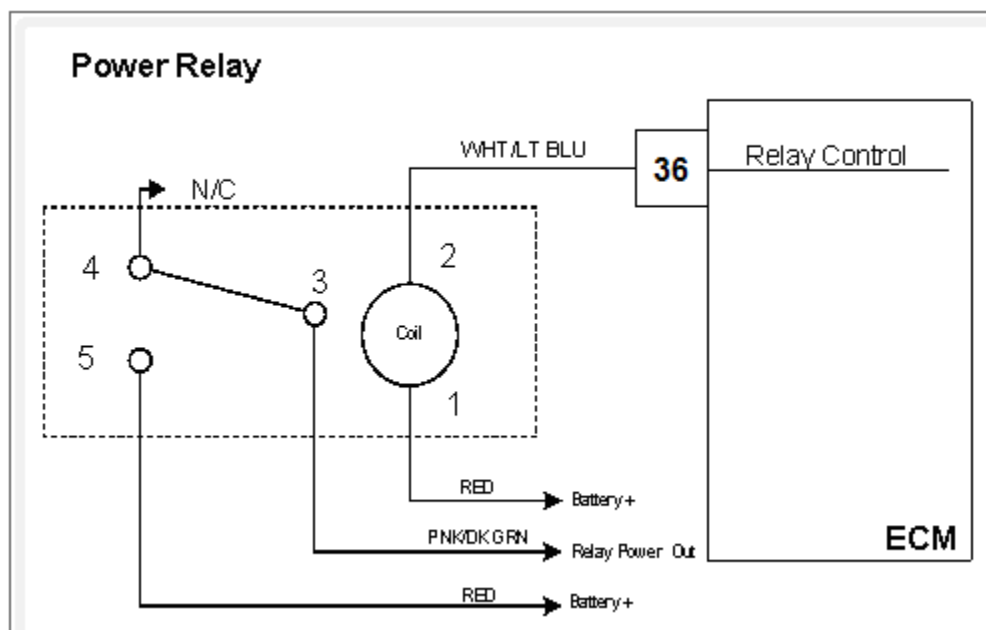 Power Relay
WHT/LT BLU
36
Relay Control
N/C
4
3
2
Coil
5
1
RED
Battery+
PNK/DK GRN
Relay Power Out
ECM
RED
Battery+